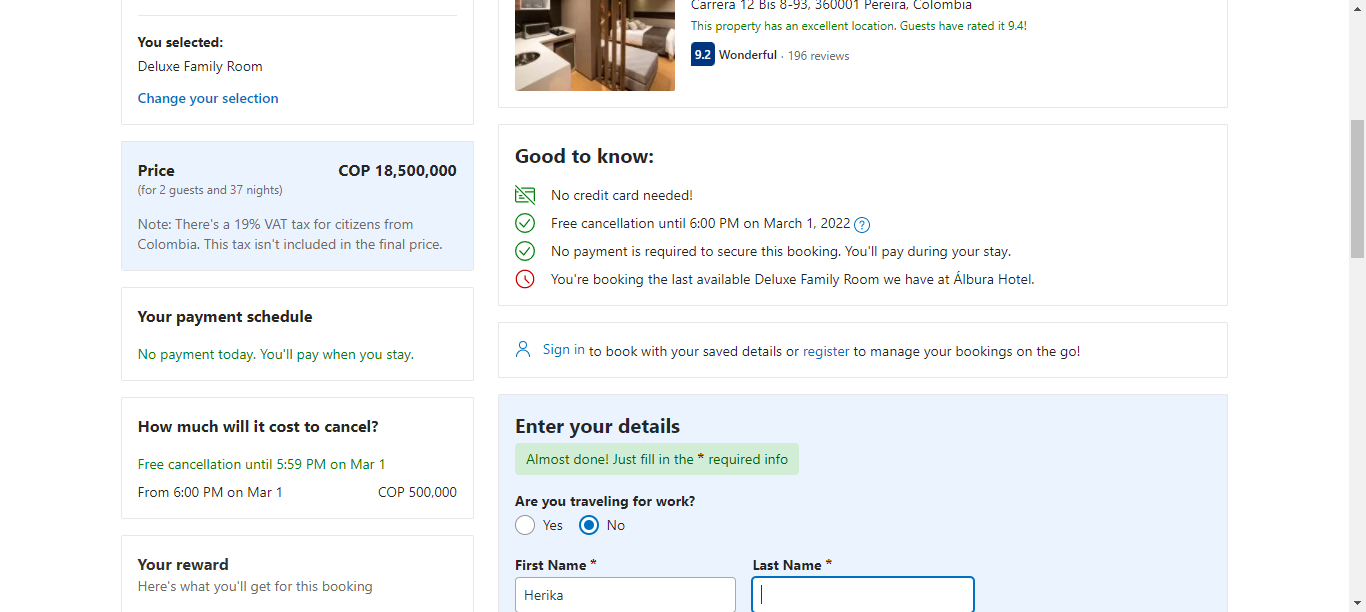 You selected:
Deluxe Family Room
Change your selection
Price COP 18,500,000
(for 2 guests and 37 nights)
Note: There's a 19% VAT tax for citizens from
Colombia. This tax isn't included in the final price.
Your payment schedule
No payment today. You'll pay when you stay.
How much will it cost to cancel?
Free cancellation until 5:59 PM on Mar 1
From 6:00 PM on Mar 1 COP 500,000
Your reward
Here's what you'll get for this booking
Carrera 12 Bis 8-93, 360001 Pereira, Colombia
This property has an excellent location. Guests have rated it 9.4!
9.2 Wonderful · 196 reviews
Good to know:
No credit card needed!
Free cancellation until 6:00 PM on March 1, 2022 ?
No payment is required to secure this booking. You'll pay during your stay.
You're booking the last available Deluxe Family Room we have at Álbura Hotel.
Sign in to book with your saved details or register to manage your bookings on the go!
Enter your details
Almost done! Just fill in the * required info
Are you traveling for work?
Yes No
First Name * Last Name *
Herika